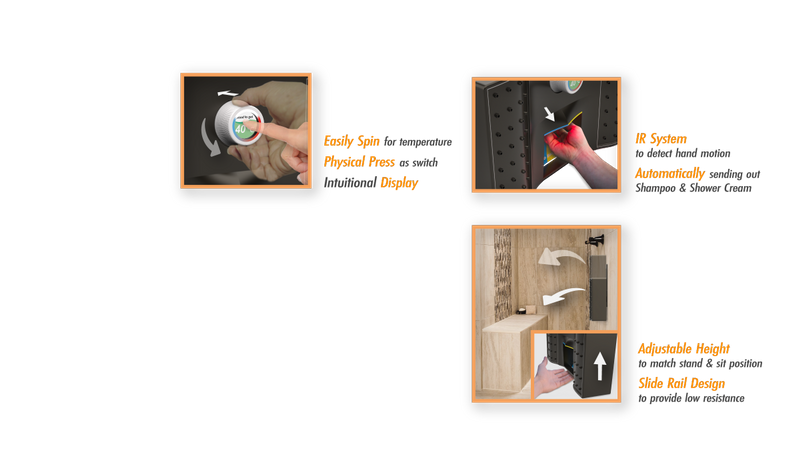 Easily Spin for temperature
Physical Press as switch
Intuitional Display
40
IR System
to detect hand motion
Automatically sending out
Shampoo & Shower Cream
Adjustable Height
to match stand & sit position
Slide Rail Design
to provide low resistance